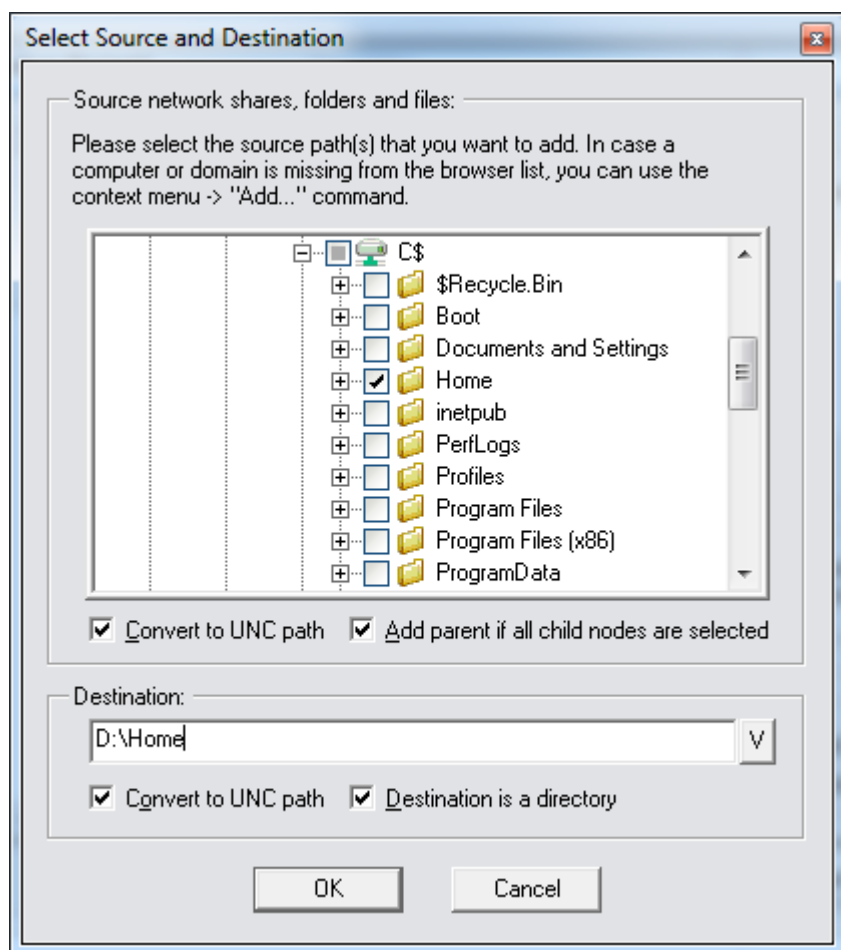 Select Source and Destination
Source network shares, folders and files:
Please select the source path(s) that you want to add. In case a
computer or domain is missing from the browser list, you can use the
context menu -> "Add..." command.
C$
$Recycle.Bin
Boot
Documents and Settings
Home
inetpub
PerfLogs
Profiles
Program Files
Program Files (x86)
ProgramData
Convert to UNC path Add parent if all child nodes are selected
Destination:
D:\Home V
Convert to UNC path Destination is a directory
OK Cancel